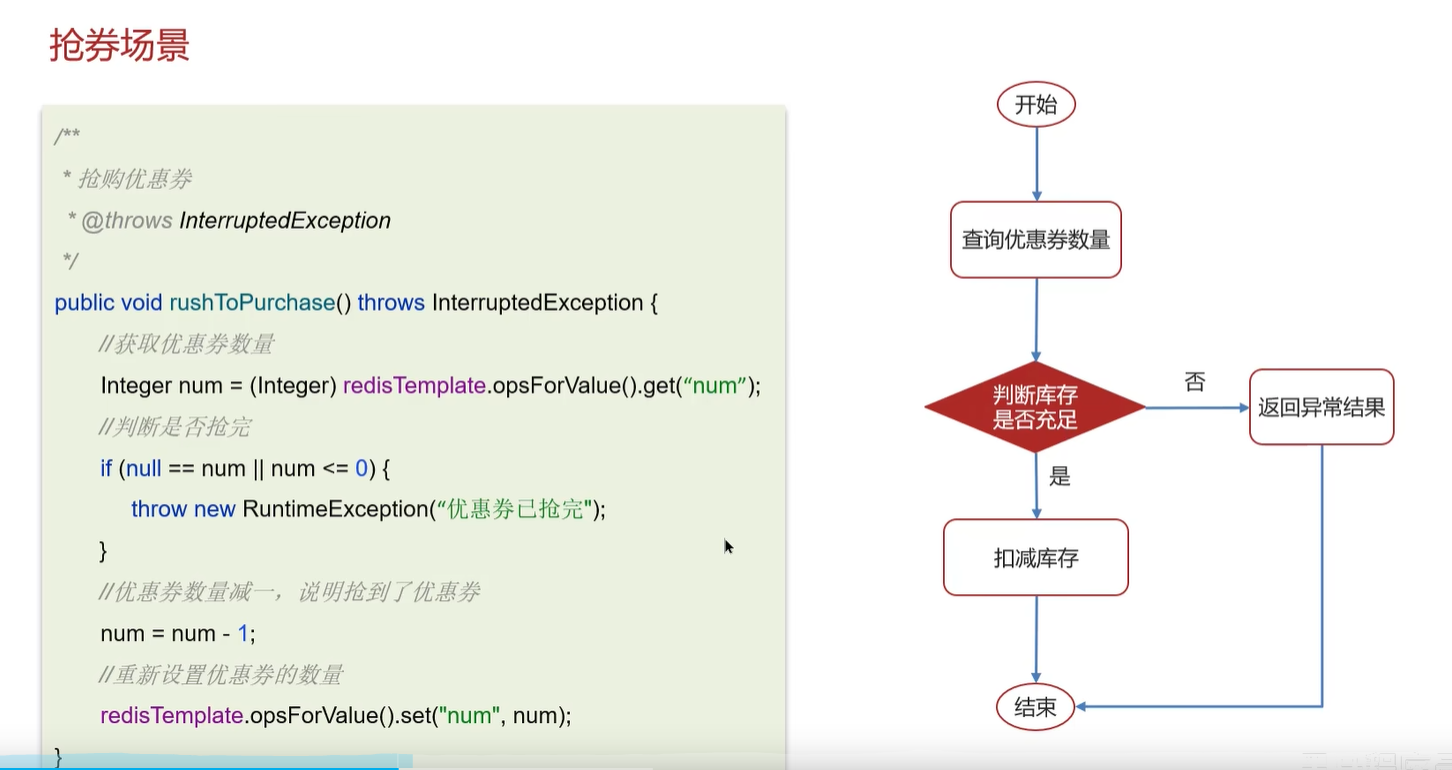 抢券场景
/**
* 抢购优惠券
* @throws InterruptedException
*/
public void rushToPurchase() throws InterruptedException {
//获取优惠券数量
Integer num = (Integer) redisTemplate.opsForValue().get(“num”);
//判断是否抢完
if (null == num || num <= 0) {
throw new RuntimeException(“优惠券已抢完");
}
//优惠券数量减一，说明抢到了优惠券
num = num - 1;
//重新设置优惠券的数量
redisTemplate.opsForValue().set("num", num);
}
开始
查询优惠券数量
判断库存
是否充足
否
返回异常结果
是
扣减库存
结束